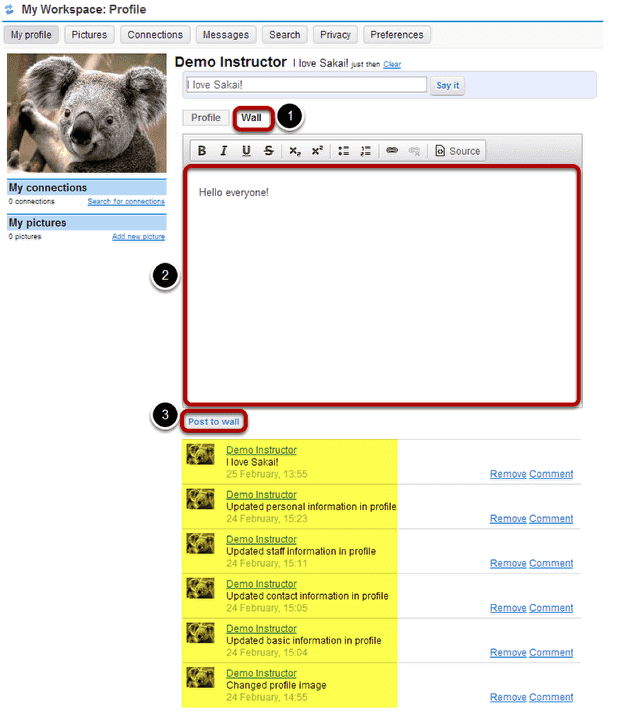 My Workspace: Profile
My profile Pictures Connections Messages Search Privacy Preferences
Demo Instructor I love Sakai! just then Clear
I love Sakai! Say it
Profile Wall 1
B I U S x₂ x² Source
My connections
0 connections Search for connections
My pictures
0 pictures Add new picture
Hello everyone!
2
3 Post to wall
Demo Instructor
I love Sakai!
25 February, 13:55 Remove Comment
Demo Instructor
Updated personal information in profile
24 February, 15:23 Remove Comment
Demo Instructor
Updated staff information in profile
24 February, 15:11 Remove Comment
Demo Instructor
Updated contact information in profile
24 February, 15:05 Remove Comment
Demo Instructor
Updated basic information in profile
24 February, 15:04 Remove Comment
Demo Instructor
Changed profile image
24 February, 14:55 Remove Comment